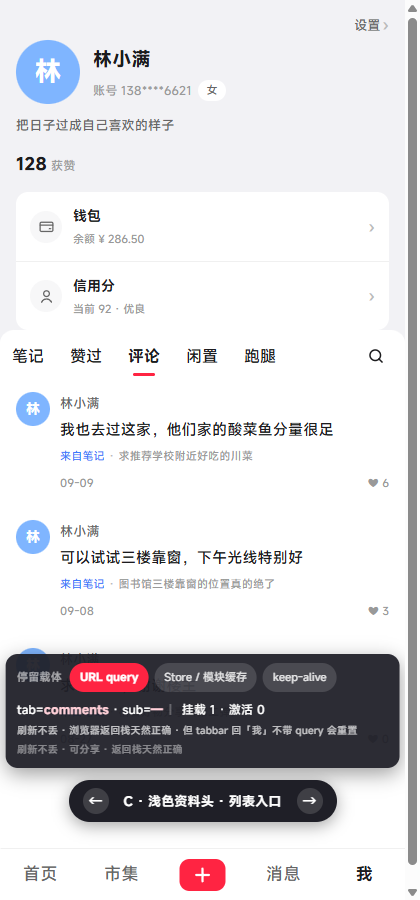 设置
林
林小满
账号 138****6621 女
把日子过成自己喜欢的样子
128 获赞
钱包
余额 ¥ 286.50
信用分
当前 92 · 优良
笔记 赞过 评论 闲置 跑腿
林
林小满
我也去过这家，他们家的酸菜鱼分量很足
来自笔记 · 求推荐学校附近好吃的川菜
09-09 6
林
林小满
可以试试三楼靠窗，下午光线特别好
来自笔记 · 图书馆三楼靠窗的位置真的绝了
09-08 3
停留载体 URL query Store / 模块缓存 keep-alive
tab=comments · sub=— | 挂载 1 · 激活 0
刷新不丢 · 浏览器返回栈天然正确 · 但 tabbar 回「我」不带 query 会重置
刷新不丢 · 可分享 · 返回栈天然正确
← C · 浅色资料头 · 列表入口 →
首页 市集 + 消息 我